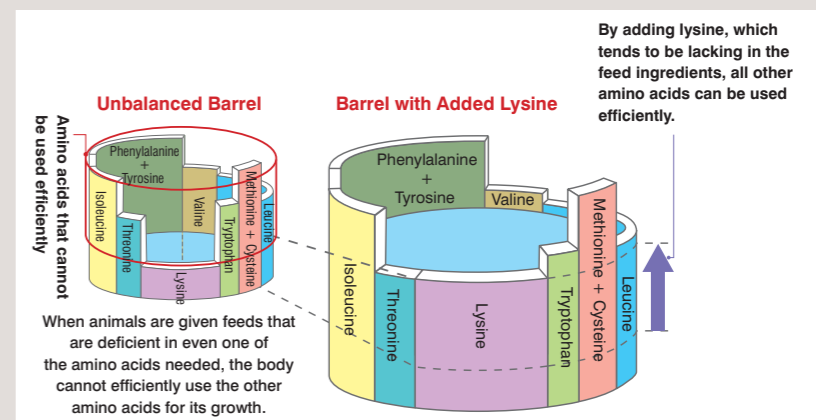 By adding lysine, which
tends to be lacking in the
feed ingredients, all other
amino acids can be used
efficiently.
Unbalanced Barrel
Barrel with Added Lysine
Amino acids that cannot
be used efficiently
Phenylalanine
+
Tyrosine
Isoleucine
Threonine
Lysine
Valine
Tryptophan
Methionine + Cysteine
Leucine
Phenylalanine
+
Tyrosine
Valine
Isoleucine
Threonine
Lysine
Tryptophan
Methionine + Cysteine
Leucine
When animals are given feeds that
are deficient in even one of
the amino acids needed, the body
cannot efficiently use the other
amino acids for its growth.